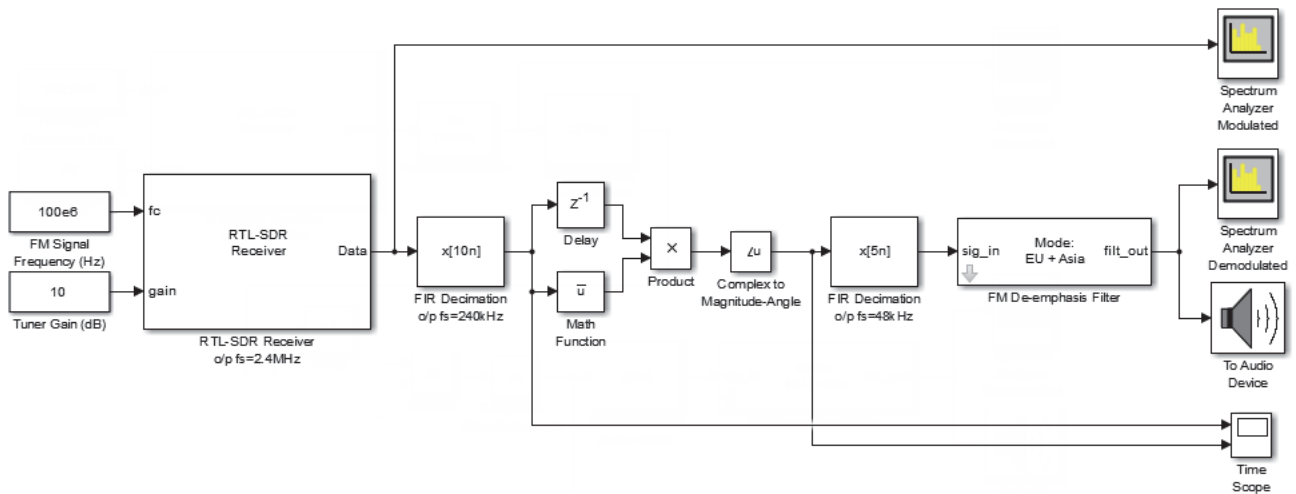 Spectrum
Analyzer
Modulated
100e6
FM Signal
Frequency (Hz)
10
Tuner Gain (dB)
fc
gain
RTL-SDR
Receiver
Data
RTL-SDR Receiver
o/p fs=2.4MHz
x[10n]
FIR Decimation
o/p fs=240kHz
z-1
Delay
u
Math
Function
×
Product
∠u
Complex to
Magnitude-Angle
x[5n]
FIR Decimation
o/p fs=48kHz
sig_in
Mode:
EU + Asia
filt_out
FM De-emphasis Filter
Spectrum
Analyzer
Demodulated
To Audio
Device
Time
Scope